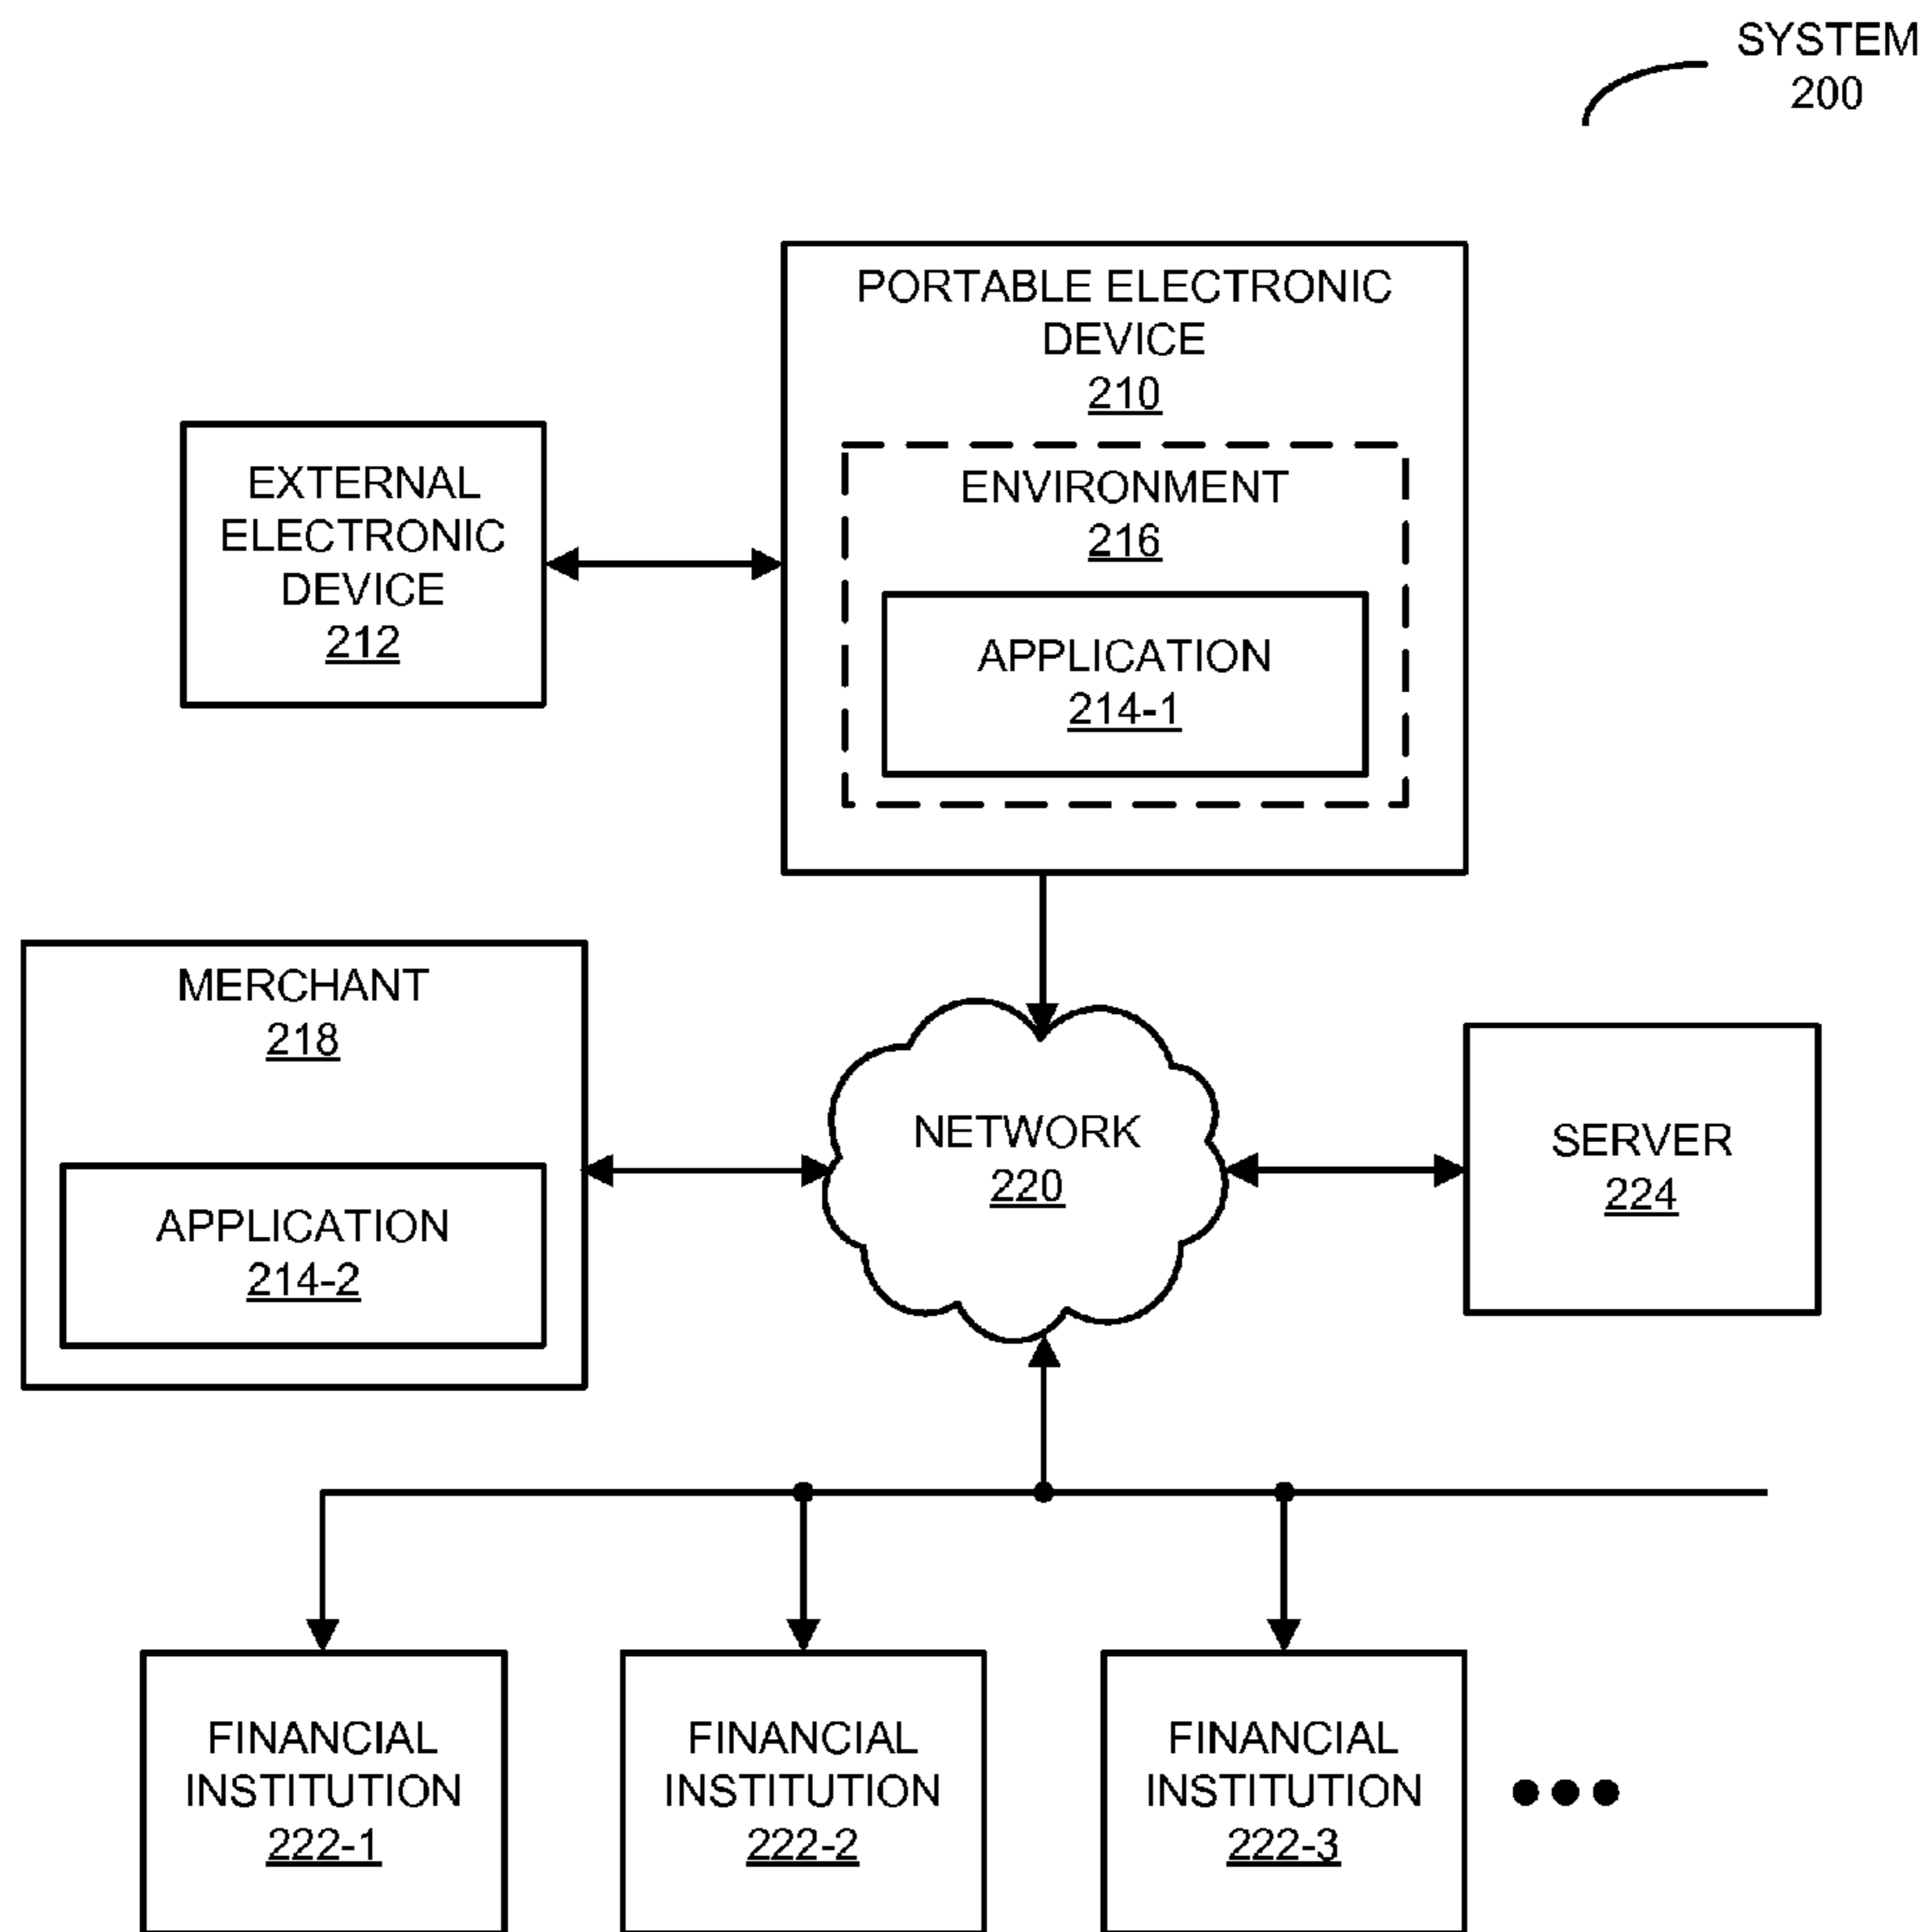 SYSTEM
200
PORTABLE ELECTRONIC
DEVICE
210
ENVIRONMENT
216
APPLICATION
214-1
EXTERNAL
ELECTRONIC
DEVICE
212
MERCHANT
218
APPLICATION
214-2
NETWORK
220
SERVER
224
FINANCIAL
INSTITUTION
222-1
FINANCIAL
INSTITUTION
222-2
FINANCIAL
INSTITUTION
222-3